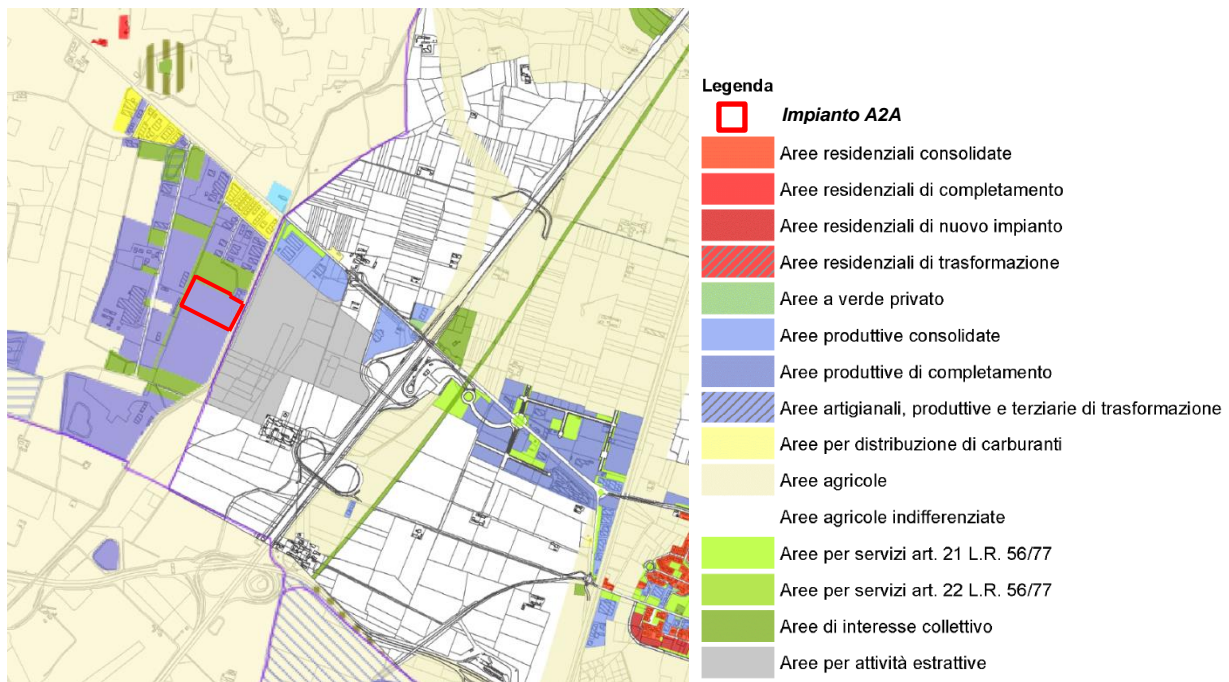 Legenda
Impianto A2A
Aree residenziali consolidate
Aree residenziali di completamento
Aree residenziali di nuovo impianto
Aree residenziali di trasformazione
Aree a verde privato
Aree produttive consolidate
Aree produttive di completamento
Aree artigianali, produttive e terziarie di trasformazione
Aree per distribuzione di carburanti
Aree agricole
Aree agricole indifferenziate
Aree per servizi art. 21 L.R. 56/77
Aree per servizi art. 22 L.R. 56/77
Aree di interesse collettivo
Aree per attività estrattive